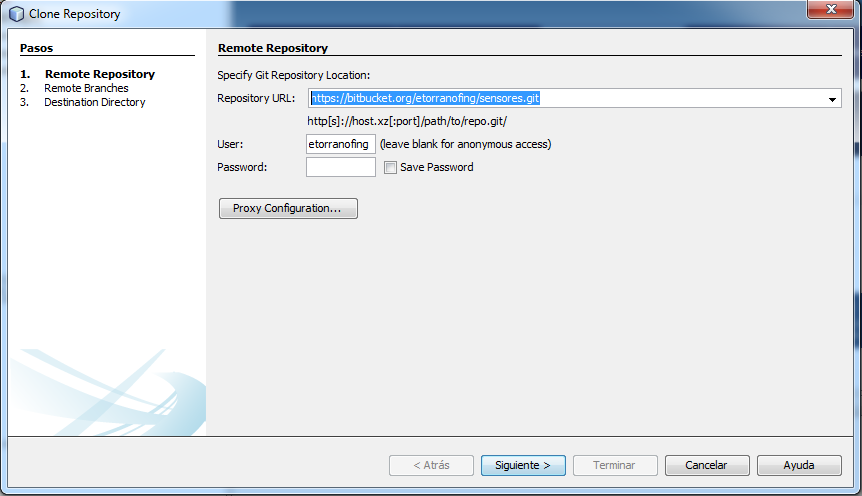 Clone Repository
Pasos
1. Remote Repository
2. Remote Branches
3. Destination Directory
Remote Repository
Specify Git Repository Location:
Repository URL: https://bitbucket.org/etorranofing/sensores.git
http[s]://host.xz[:port]/path/to/repo.git/
User: etorranofing (leave blank for anonymous access)
Password: Save Password
Proxy Configuration...
< Atrás Siguiente > Terminar Cancelar Ayuda